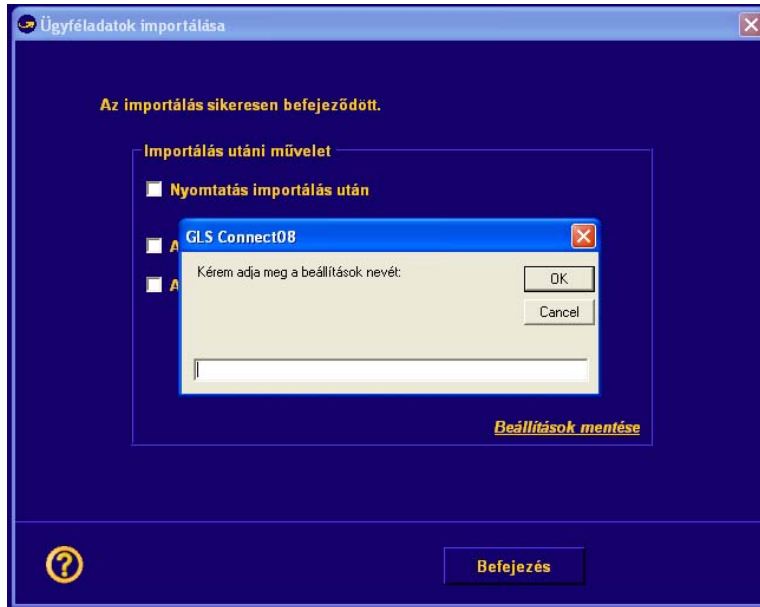 Ügyféladatok importálása
Az importálás sikeresen befejeződött.
Importálás utáni művelet
Nyomtatás importálás után
GLS Connect08
Kérem adja meg a beállítások nevét:
OK
Cancel
Beállítások mentése
Befejezés